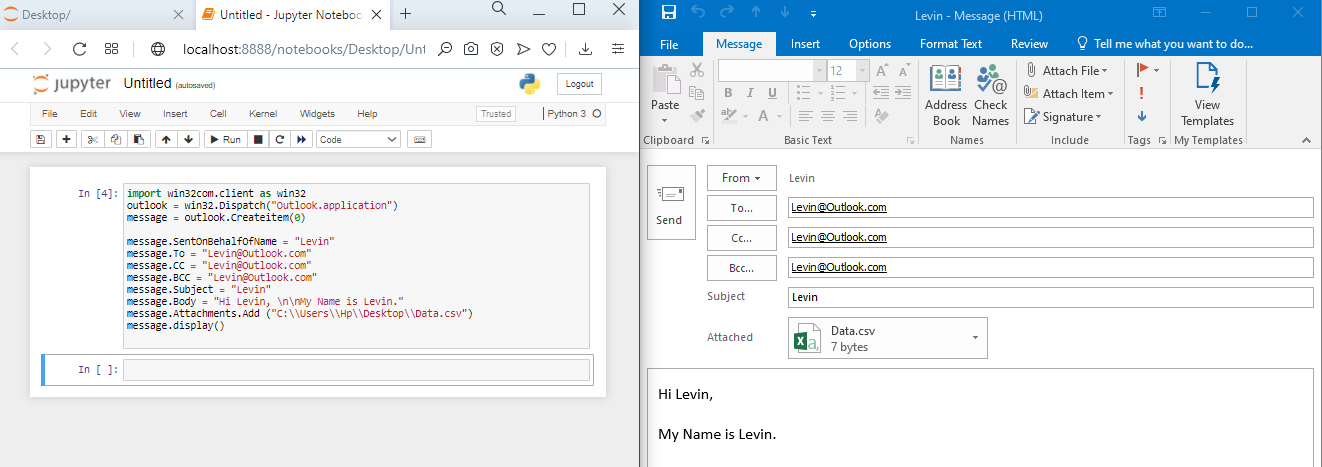 Desktop/
Untitled - Jupyter Noteboo
localhost:8888/notebooks/Desktop/Unt
jupyter Untitled (autosaved)
Logout
File Edit View Insert Cell Kernel Widgets Help
Trusted
Python 3
Run
Code
In [4]:
import win32com.client as win32
outlook = win32.Dispatch("Outlook.application")
message = outlook.Createitem(0)
message.SentOnBehalfOfName = "Levin"
message.To = "Levin@Outlook.com"
message.CC = "Levin@Outlook.com"
message.BCC = "Levin@Outlook.com"
message.Subject = "Levin"
message.Body = "Hi Levin, \n\nMy Name is Levin."
message.Attachments.Add ("C:\\Users\\Hp\\Desktop\\Data.csv")
message.display()
In [ ]:
Levin - Message (HTML)
File Message Insert Options Format Text Review Tell me what you want to do...
Paste
Clipboard
12
B I U
aby A
Basic Text
Address Book
Check Names
Names
Attach File
Attach Item
Signature
Include
Tags
View Templates
My Templates
Send
From
Levin
To...
Levin@Outlook.com
Cc...
Levin@Outlook.com
Bcc...
Levin@Outlook.com
Subject
Levin
Attached
Data.csv
7 bytes
Hi Levin,
My Name is Levin.